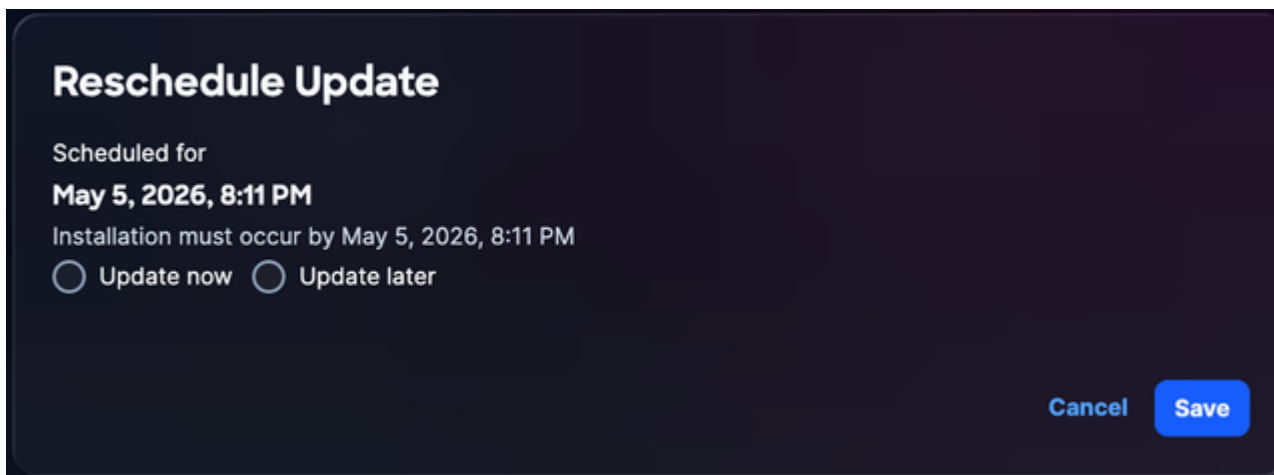 Reschedule Update
Scheduled for
May 5, 2026, 8:11 PM
Installation must occur by May 5, 2026, 8:11 PM
Update now Update later
Cancel Save